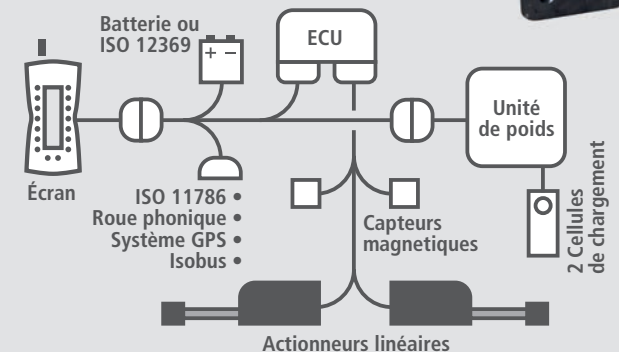 Batterie ou
ISO 12369
+ −
ECU
Unité
de poids
Écran
ISO 11786 •
Roue phonique •
Système GPS •
Isobus •
Capteurs
magnetiques
2 Cellules
de chargement
Actionneurs linéaires